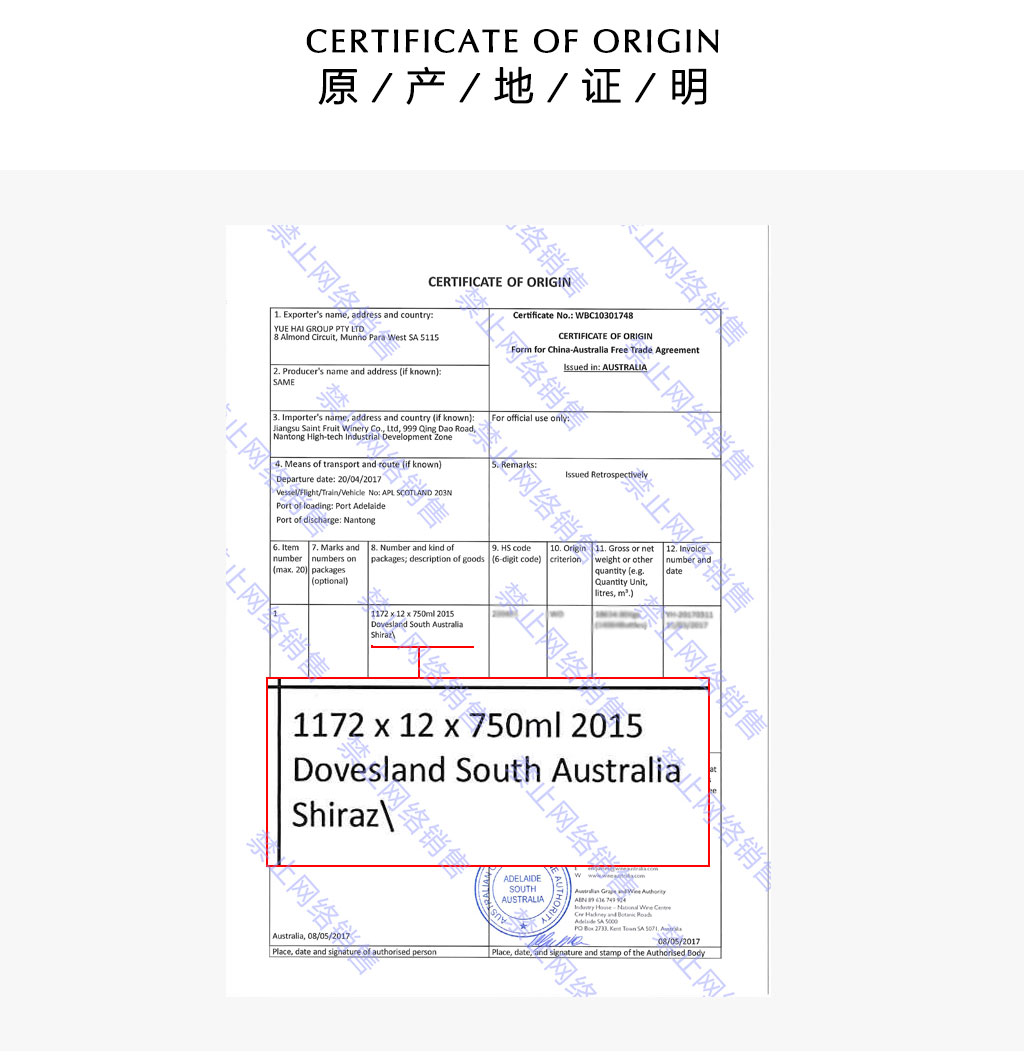 CERTIFICATE OF ORIGIN
原/产/地/证/明
CERTIFICATE OF ORIGIN
1. Exporter's name, address and country:
YUE HAI GROUP PTY LTD
8 Almond Circuit, Munno Para West SA 5115
Certificate No.: WBC10301748
CERTIFICATE OF ORIGIN
Form for China-Australia Free Trade Agreement
Issued in: AUSTRALIA
2. Producer's name and address (if known):
SAME
3. Importer's name, address and country (if known):
Jiangsu Saint Fruit Winery Co., Ltd, 999 Qing Dao Road,
Nantong High-tech Industrial Development Zone
For official use only:
4. Means of transport and route (if known)
Departure date: 20/04/2017
Vessel/Flight/Train/Vehicle No: APL SCOTLAND 203N
Port of loading: Port Adelaide
Port of discharge: Nantong
5. Remarks:
Issued Retrospectively
6. Item
number
(max. 20)
7. Marks and
numbers on
packages
(optional)
8. Number and kind of
packages; description of goods
9. HS code
(6-digit code)
10. Origin
criterion
11. Gross or net
weight or other
quantity (e.g.
Quantity Unit,
litres, m³.)
12. Invoice
number and
date
1
1172 x 12 x 750ml 2015
Dovesland South Australia
Shiraz\
1172 x 12 x 750ml 2015
Dovesland South Australia
Shiraz\
ADELAIDE
SOUTH
AUSTRALIA
W www.wineaustralia.com
Australian Grape and Wine Authority
ABN 89 636 749 924
Industry House – National Wine Centre
Cnr Hackney and Botanic Roads
Adelaide SA 5000
PO Box 2733, Kent Town SA 5071, Australia
Australia, 08/05/2017
08/05/2017
Place, date and signature of authorised person
Place, date, and signature and stamp of the Authorised Body
禁止网络销售